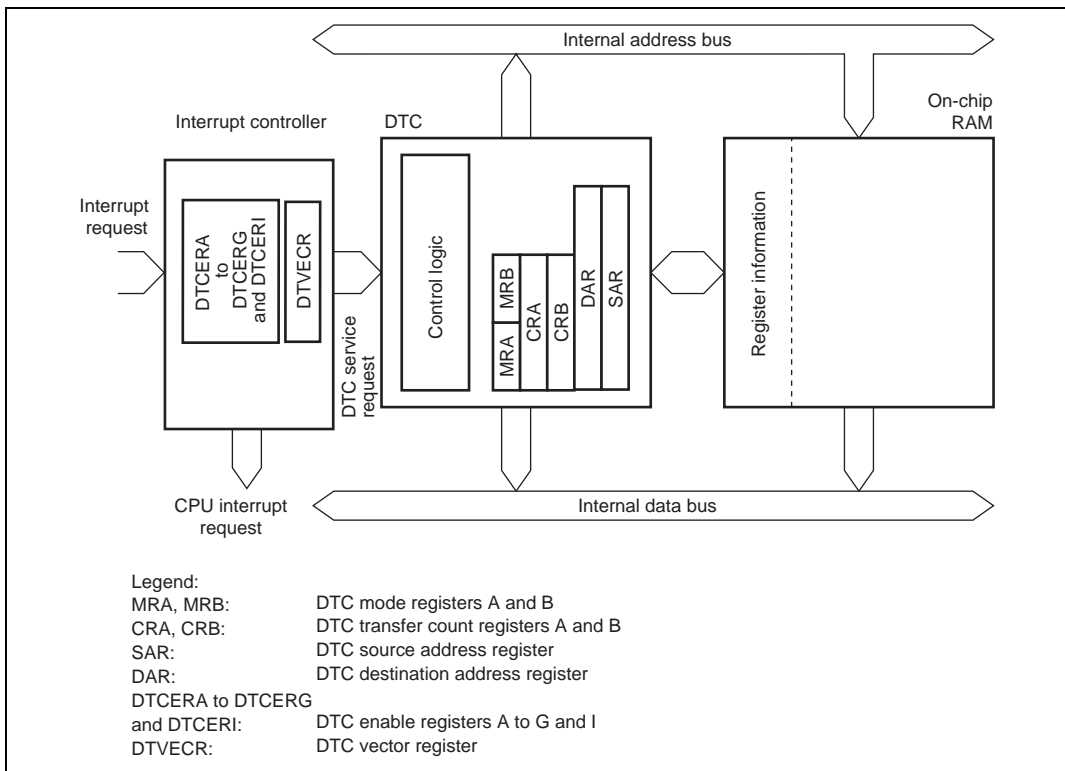 Internal address bus
On-chip
RAM
Interrupt controller
DTC
Interrupt
request
DTCERA
to
DTCERG
and DTCERI
DTVECR
DTC service
request
Control logic
MRA
MRB
CRA
CRB
DAR
SAR
Register information
CPU interrupt
request
Internal data bus
Legend:
MRA, MRB: DTC mode registers A and B
CRA, CRB: DTC transfer count registers A and B
SAR: DTC source address register
DAR: DTC destination address register
DTCERA to DTCERG
and DTCERI: DTC enable registers A to G and I
DTVECR: DTC vector register